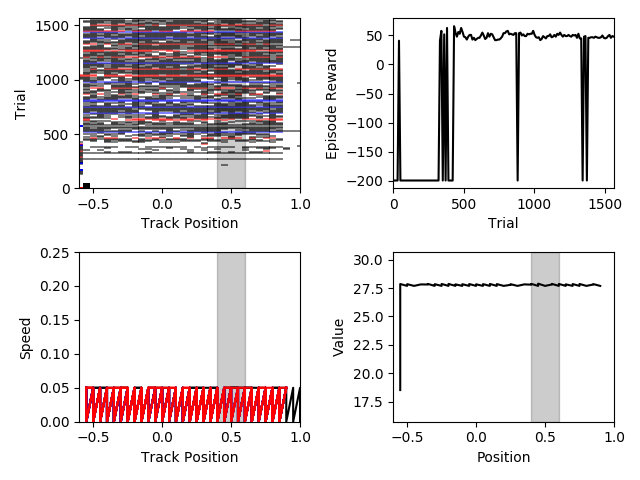 1500
1000
500
0
Trial
−0.5 0.0 0.5 1.0
Track Position
50
0
−50
−100
−150
−200
Episode Reward
0 500 1000 1500
Trial
0.25
0.20
0.15
0.10
0.05
0.00
Speed
−0.5 0.0 0.5 1.0
Track Position
30.0
27.5
25.0
22.5
20.0
17.5
Value
−0.5 0.0 0.5 1.0
Position